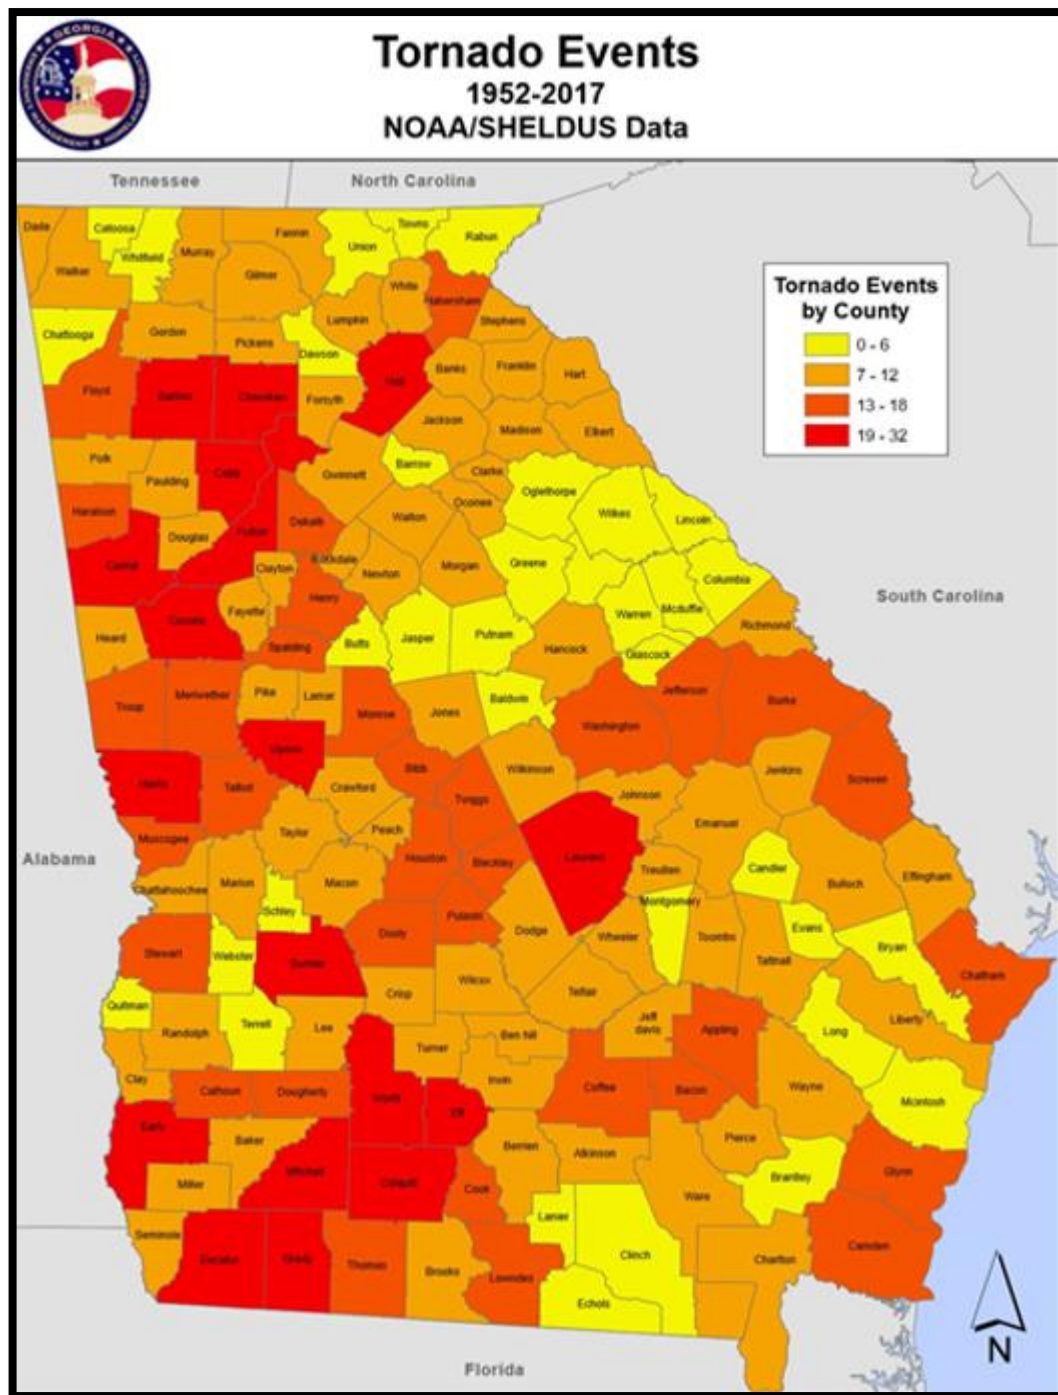 GEORGIA
Tornado Events
1952-2017
NOAA/SHELDUS Data
Tennessee
North Carolina
Dade
Catoosa
Fannin
Union
Towns
Rabun
Whitfield
Murray
Walker
Gilmer
White
Habersham
Lumpkin
Stephens
Chattooga
Gordon
Pickens
Dawson
Tornado Events
by County
0 - 6
7 - 12
13 - 18
19 - 32
Floyd
Bartow
Cherokee
Hall
Banks
Franklin
Hart
Forsyth
Jackson
Madison
Elbert
Polk
Paulding
Cobb
Gwinnett
Barrow
Clarke
Oconee
Oglethorpe
Wilkes
Lincoln
Haralson
Douglas
Fulton
Dekalb
Walton
Carroll
Clayton
Rockdale
Newton
Morgan
Greene
Columbia
Mcduffie
Warren
South Carolina
Heard
Coweta
Fayette
Henry
Spalding
Butts
Jasper
Putnam
Hancock
Glascock
Richmond
Troup
Meriwether
Pike
Lamar
Monroe
Jones
Baldwin
Washington
Jefferson
Burke
Upson
Harris
Talbot
Crawford
Bibb
Twiggs
Wilkinson
Johnson
Jenkins
Screven
Emanuel
Muscogee
Taylor
Peach
Houston
Bleckley
Laurens
Treutlen
Candler
Bulloch
Effingham
Alabama
Chattahoochee
Marion
Macon
Schley
Pulaski
Dodge
Montgomery
Wheeler
Toombs
Tattnall
Evans
Bryan
Chatham
Stewart
Webster
Sumter
Dooly
Wilcox
Telfair
Crisp
Quitman
Randolph
Terrell
Lee
Turner
Ben Hill
Jeff
davis
Appling
Long
Liberty
Clay
Calhoun
Dougherty
Worth
Tift
Irwin
Coffee
Bacon
Wayne
Mcintosh
Early
Baker
Mitchell
Colquitt
Berrien
Atkinson
Pierce
Brantley
Glynn
Miller
Cook
Ware
Seminole
Decatur
Grady
Thomas
Brooks
Lowndes
Lanier
Clinch
Echols
Charlton
Camden
Florida
N